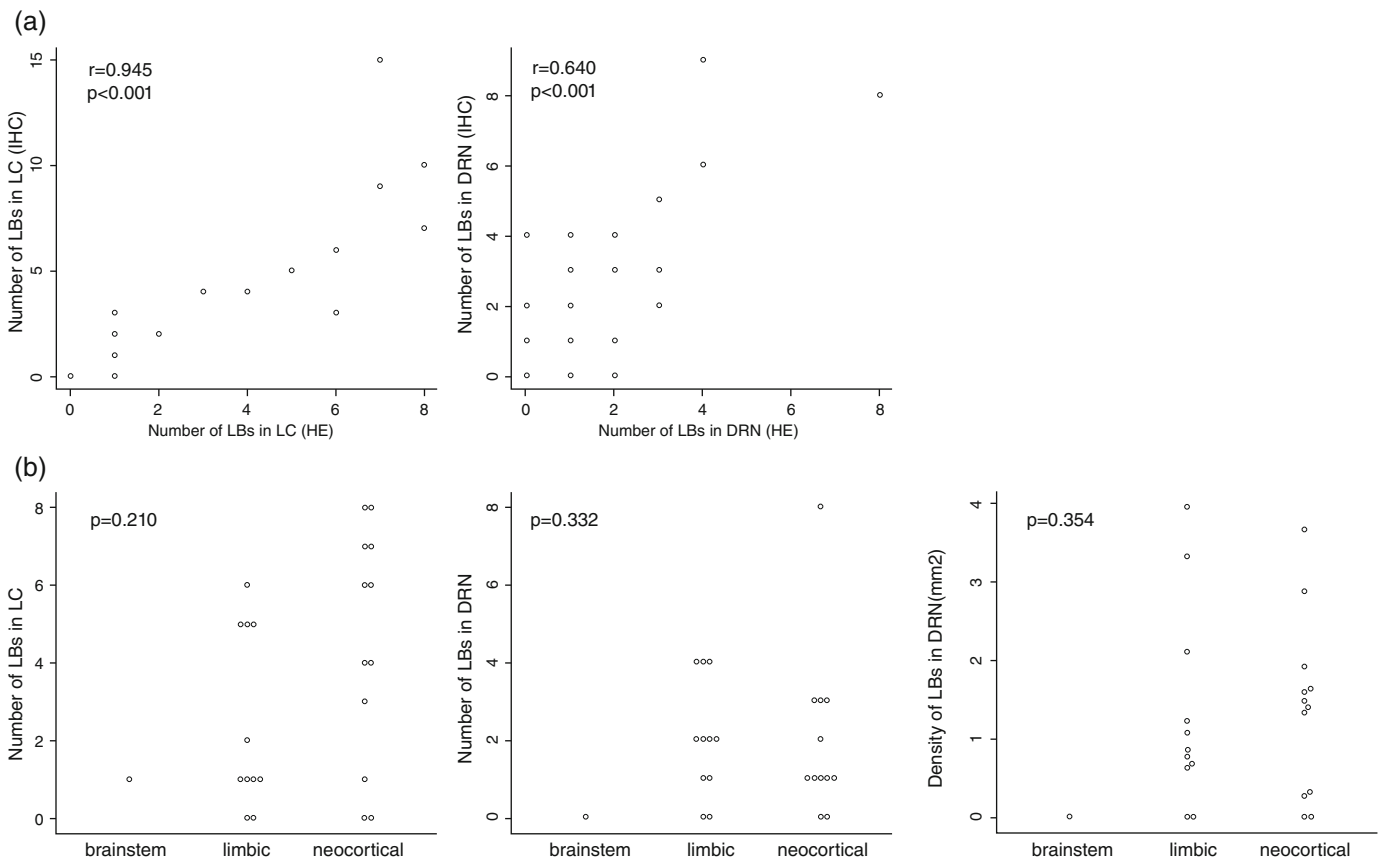 (a)
r=0.945
p<0.001
Number of LBs in LC (IHC)
0 5 10 15
0 2 4 6 8
Number of LBs in LC (HE)
r=0.640
p<0.001
Number of LBs in DRN (IHC)
0 2 4 6 8
0 2 4 6 8
Number of LBs in DRN (HE)
(b)
p=0.210
Number of LBs in LC
0 2 4 6 8
brainstem limbic neocortical
p=0.332
Number of LBs in DRN
0 2 4 6 8
brainstem limbic neocortical
p=0.354
Density of LBs in DRN(mm2)
0 1 2 3 4
brainstem limbic neocortical